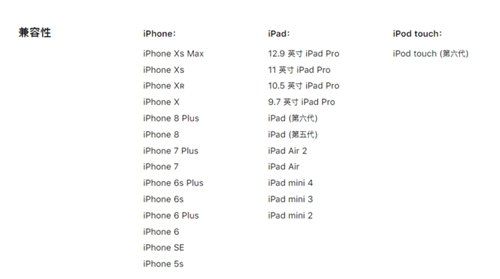 兼容性
iPhone:
iPhone Xs Max
iPhone Xs
iPhone XR
iPhone X
iPhone 8 Plus
iPhone 8
iPhone 7 Plus
iPhone 7
iPhone 6s Plus
iPhone 6s
iPhone 6 Plus
iPhone 6
iPhone SE
iPhone 5s
iPad:
12.9 英寸 iPad Pro
11 英寸 iPad Pro
10.5 英寸 iPad Pro
9.7 英寸 iPad Pro
iPad (第六代)
iPad (第五代)
iPad Air 2
iPad Air
iPad mini 4
iPad mini 3
iPad mini 2
iPod touch:
iPod touch (第六代)